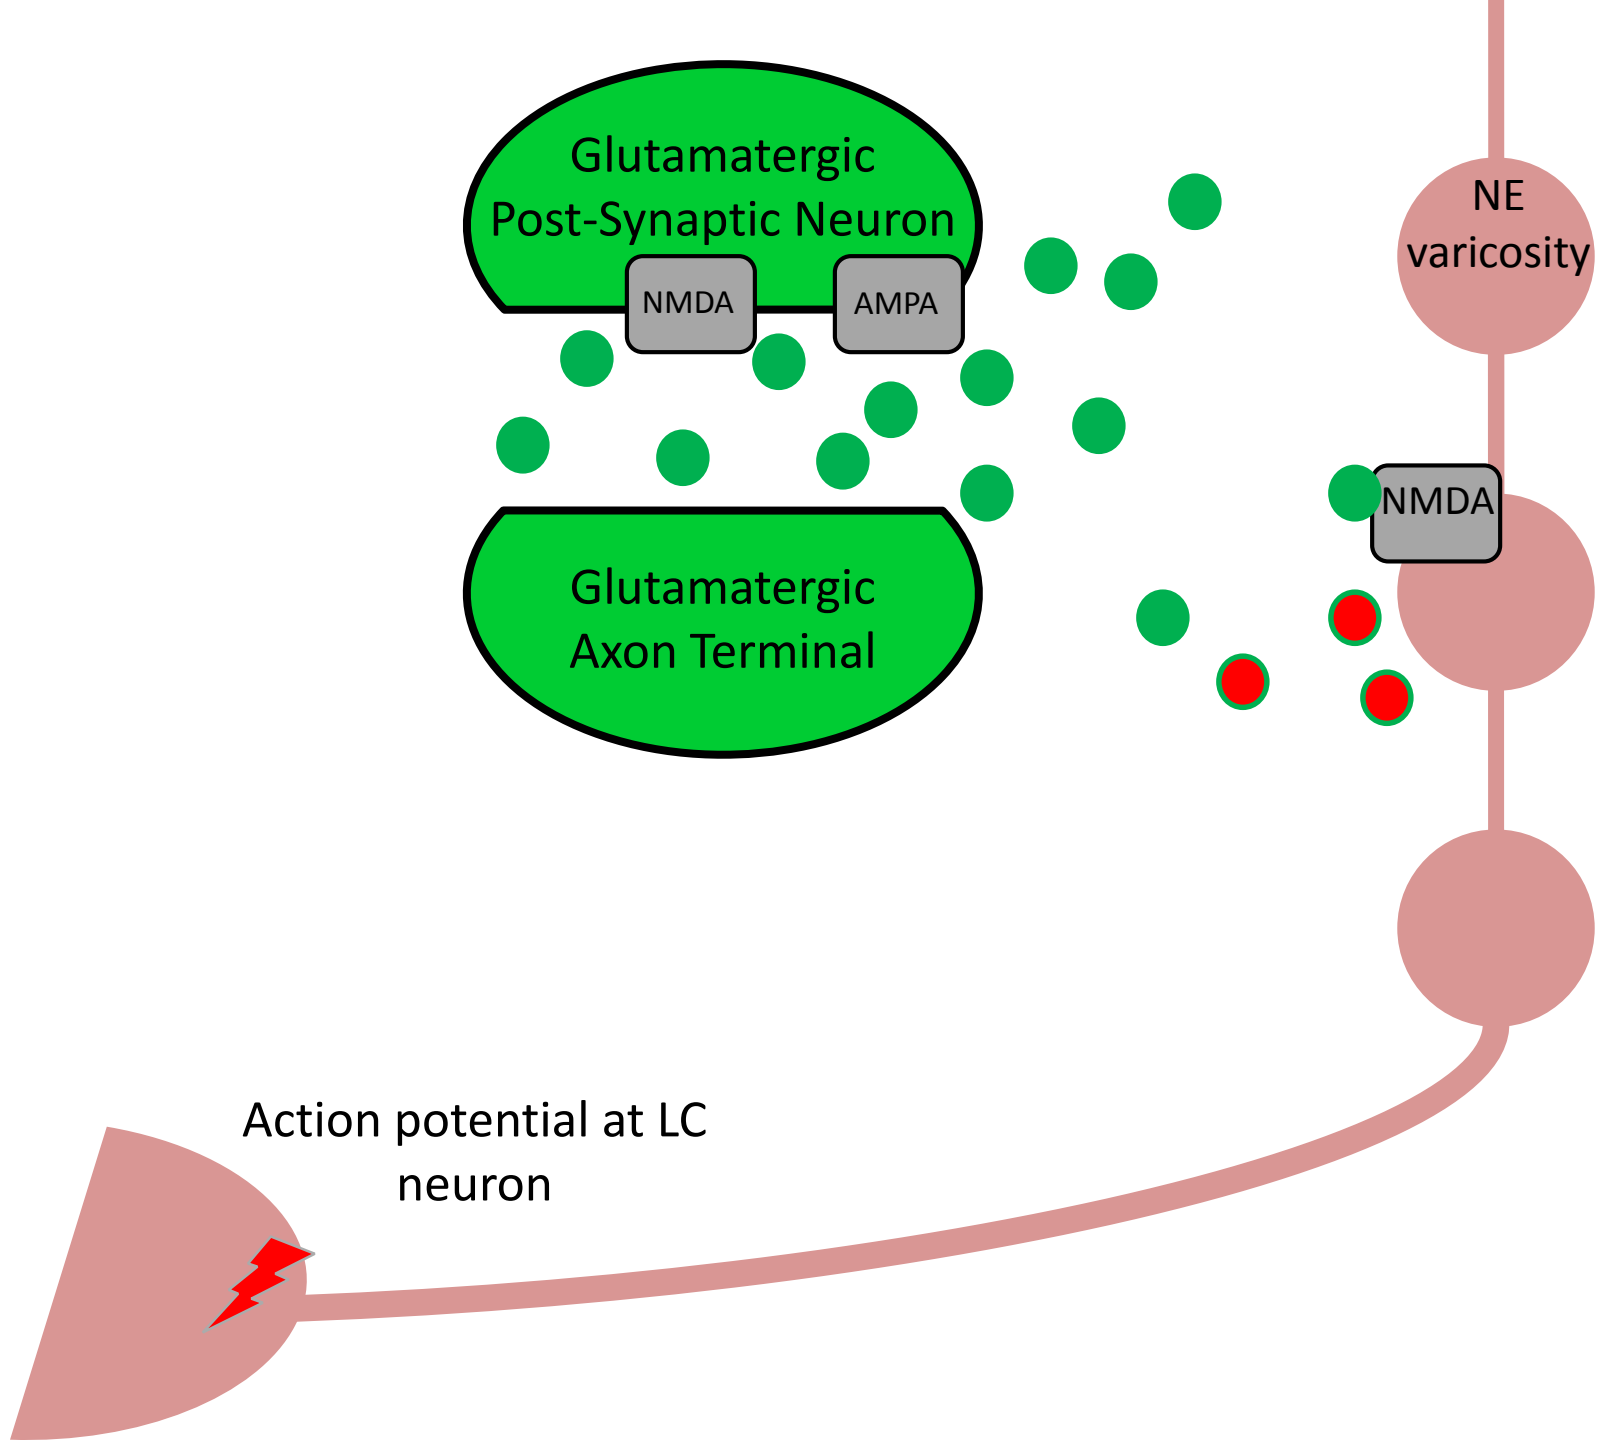 Glutamatergic
Post-Synaptic Neuron
NMDA
AMPA
NE
varicosity
NMDA
Glutamatergic
Axon Terminal
Action potential at LC
neuron